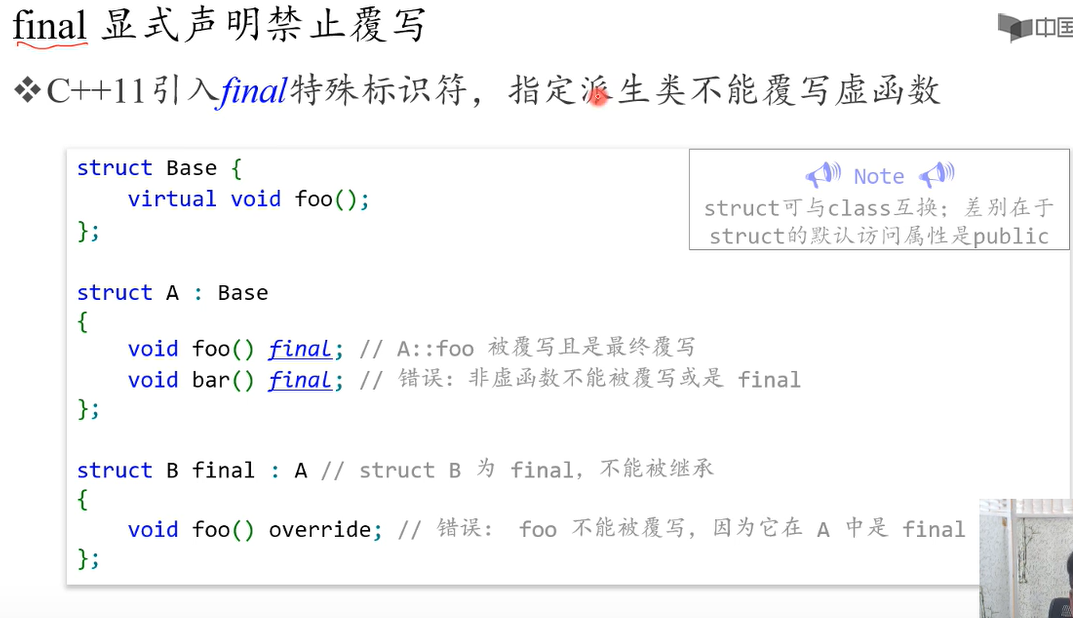 final 显式声明禁止覆写
中国
❖C++11引入final特殊标识符，指定派生类不能覆写虚函数
struct Base {
    virtual void foo();
};
Note
struct可与class互换；差别在于
struct的默认访问属性是public
struct A : Base
{
    void foo() final; // A::foo 被覆写且是最终覆写
    void bar() final; // 错误：非虚函数不能被覆写或是 final
};
struct B final : A // struct B 为 final，不能被继承
{
    void foo() override; // 错误： foo 不能被覆写，因为它在 A 中是 final
};